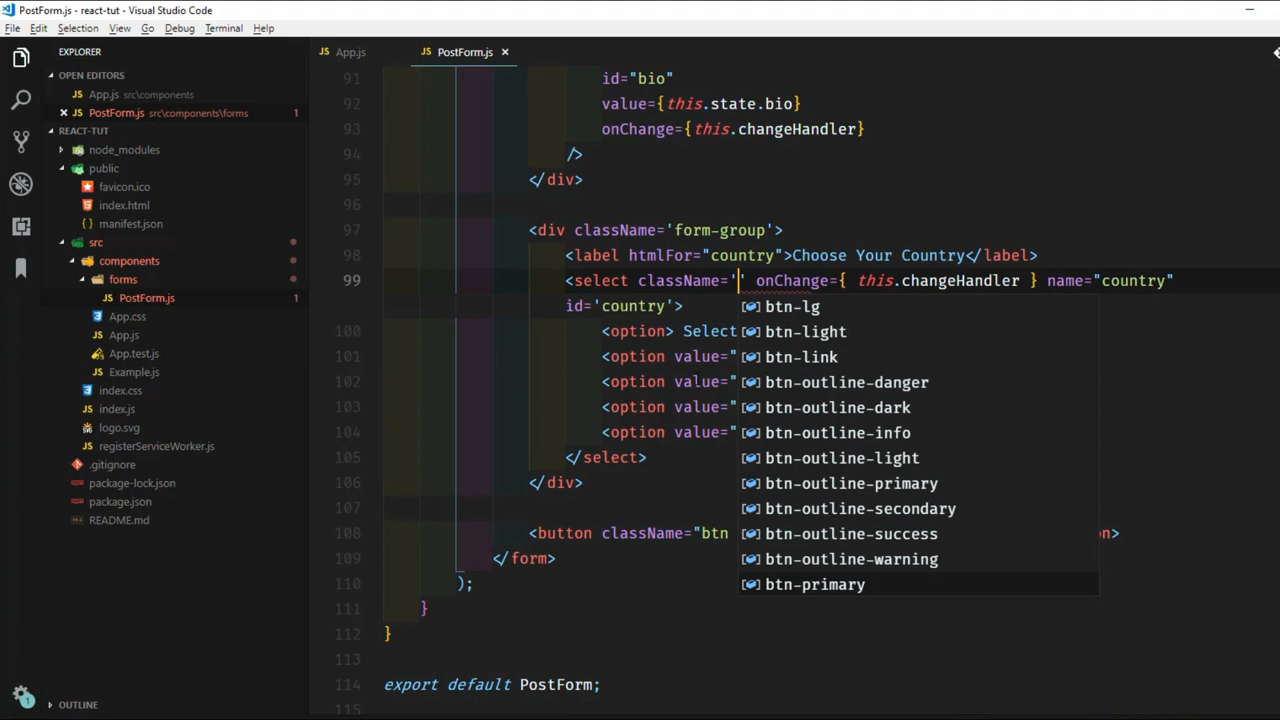 PostForm.js - react-tut - Visual Studio Code
File Edit Selection View Go Debug Terminal Help
EXPLORER
OPEN EDITORS
App.js src\components
PostForm.js src\components\forms 1
REACT-TUT
node_modules
public
favicon.ico
index.html
manifest.json
src
components
forms
PostForm.js 1
App.css
App.js
App.test.js
Example.js
index.css
index.js
logo.svg
registerServiceWorker.js
.gitignore
package-lock.json
package.json
README.md
OUTLINE
1
JS App.js
JS PostForm.js ×
91 id="bio"
92 value={this.state.bio}
93 onChange={this.changeHandler}
94 />
95 </div>
96
97 <div className='form-group'>
98 <label htmlFor="country">Choose Your Country</label>
99 <select className='' onChange={ this.changeHandler } name="country"
id='country'>
100 <option> Select
101 <option value="
102 <option value="
103 <option value="
104 <option value="
105 </select>
106 </div>
107
108 <button className="btn on>
109 </form>
110 );
111 }
112 }
113
114 export default PostForm;
115
btn-lg
btn-light
btn-link
btn-outline-danger
btn-outline-dark
btn-outline-info
btn-outline-light
btn-outline-primary
btn-outline-secondary
btn-outline-success
btn-outline-warning
btn-primary